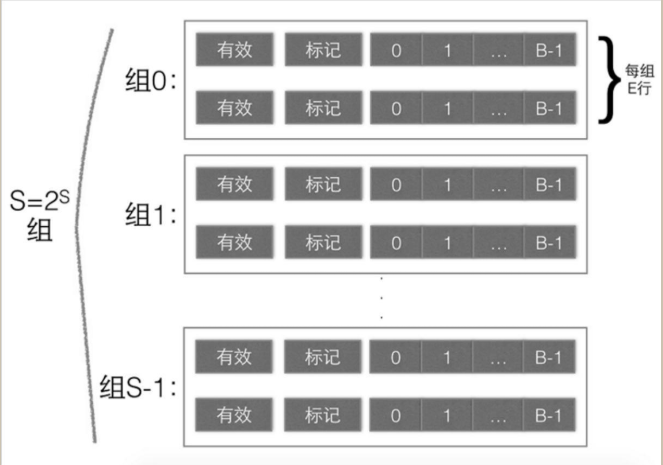 有效 标记 0 1 … B-1
组0:
有效 标记 0 1 … B-1
每组
E行
有效 标记 0 1 … B-1
S=2ˢ
组
组1:
有效 标记 0 1 … B-1
有效 标记 0 1 … B-1
组S-1:
有效 标记 0 1 … B-1